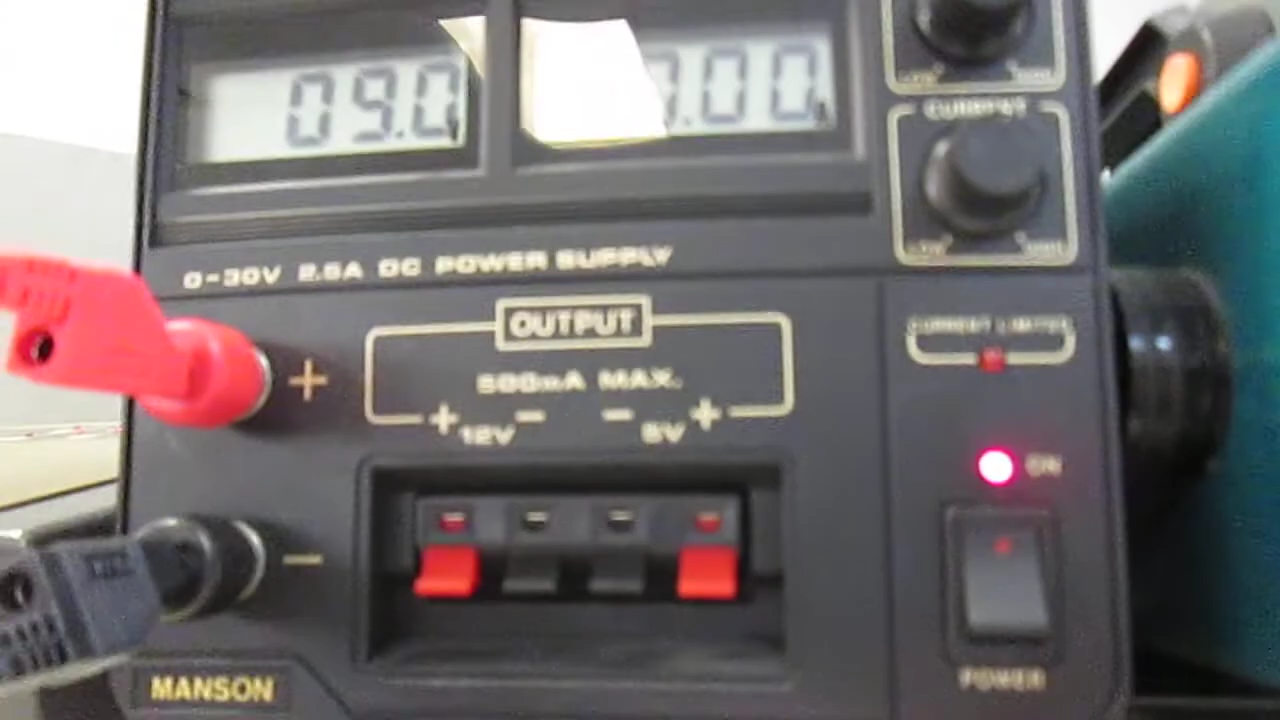 09.0
.00
CURRENT
0-30V 2.5A DC POWER SUPPLY
OUTPUT
500mA MAX.
+ 12V - - 5V +
+
CURRENT LIMITED
ON
-
POWER
MANSON